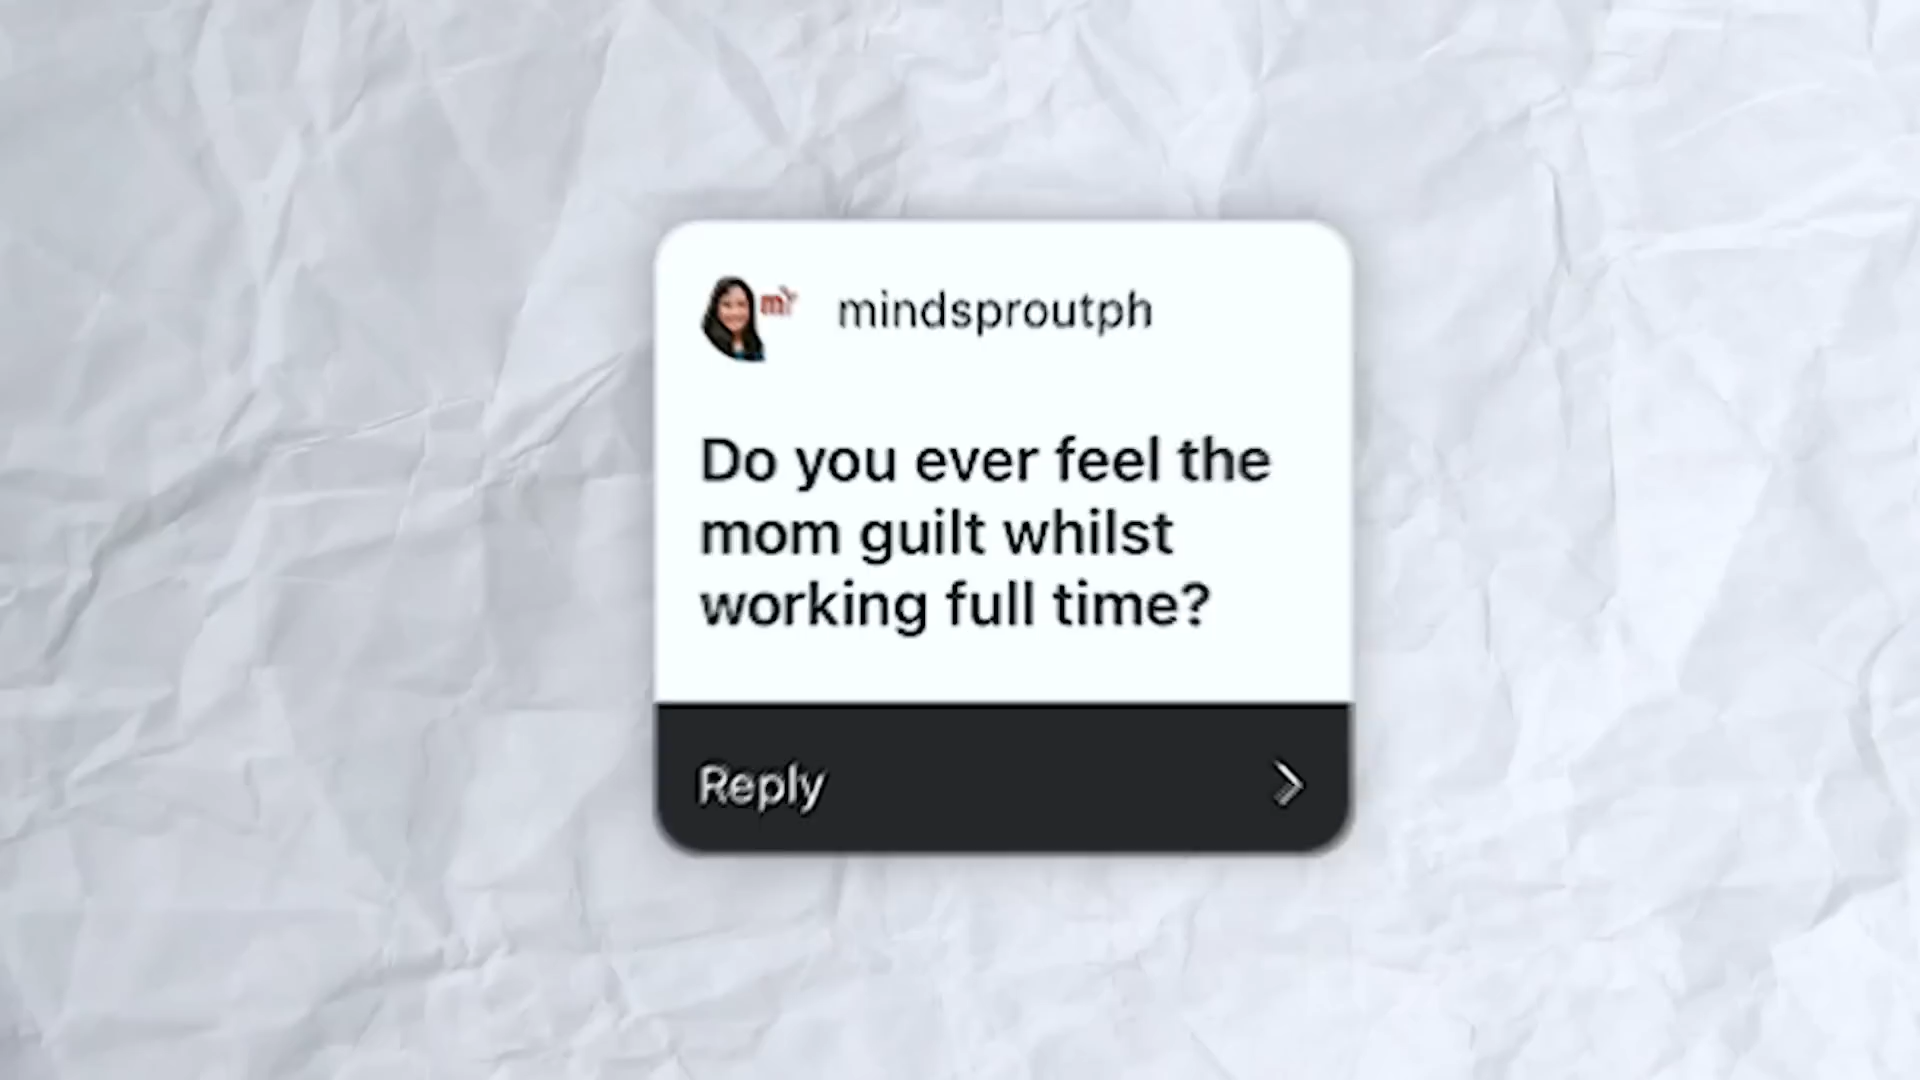 mindsproutph
Do you ever feel the
mom guilt whilst
working full time?
Reply